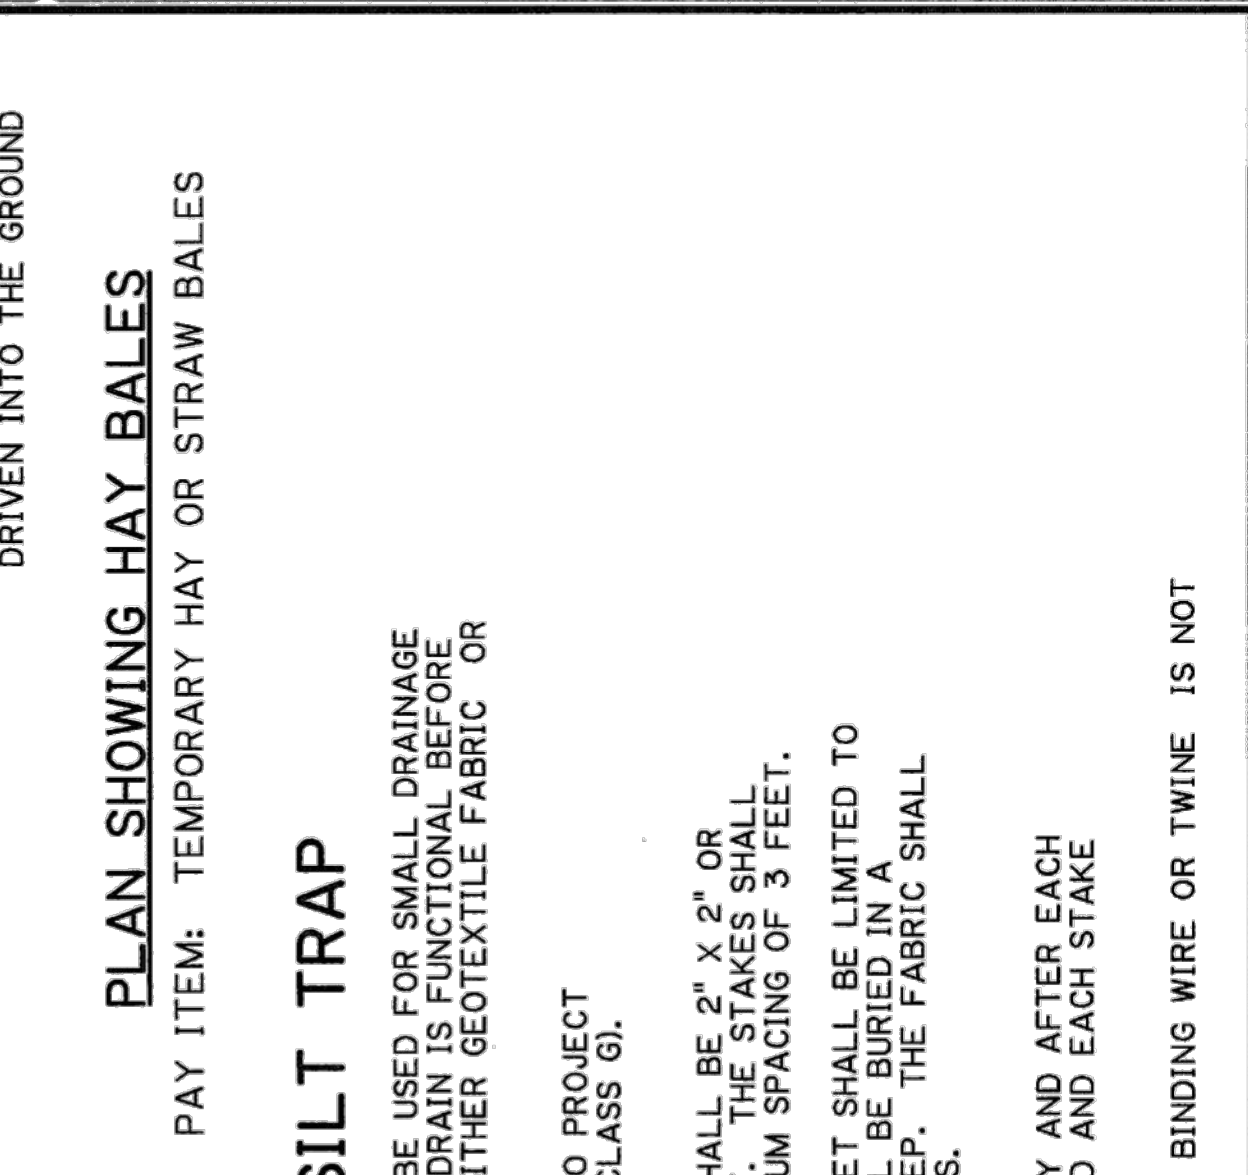 DRIVEN INTO THE GROUND
PLAN SHOWING HAY BALES
PAY ITEM: TEMPORARY HAY OR STRAW BALES
SILT TRAP
BE USED FOR SMALL DRAINAGE
DRAIN IS FUNCTIONAL BEFORE
ITHER GEOTEXTILE FABRIC OR
O PROJECT
CLASS G).
HALL BE 2" X 2" OR
. THE STAKES SHALL
UM SPACING OF 3 FEET.
ET SHALL BE LIMITED TO
L BE BURIED IN A
EP. THE FABRIC SHALL
S.
Y AND AFTER EACH
D AND EACH STAKE
BINDING WIRE OR TWINE IS NOT